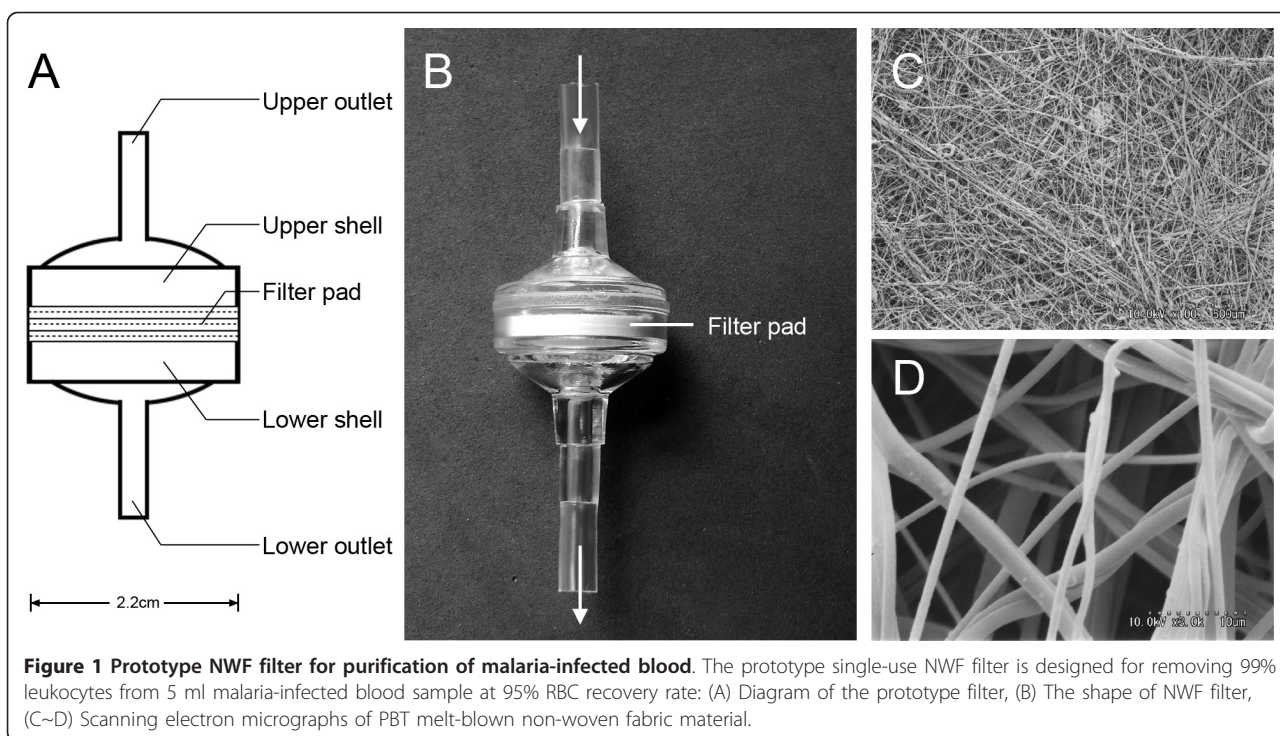 A
Upper outlet
Upper shell
Filter pad
Lower shell
Lower outlet
2.2cm
B
Filter pad
C
10.0kV x100 500um
D
10.0kV x3.0k 10um
Figure 1 Prototype NWF filter for purification of malaria-infected blood. The prototype single-use NWF filter is designed for removing 99%
leukocytes from 5 ml malaria-infected blood sample at 95% RBC recovery rate: (A) Diagram of the prototype filter, (B) The shape of NWF filter,
(C~D) Scanning electron micrographs of PBT melt-blown non-woven fabric material.